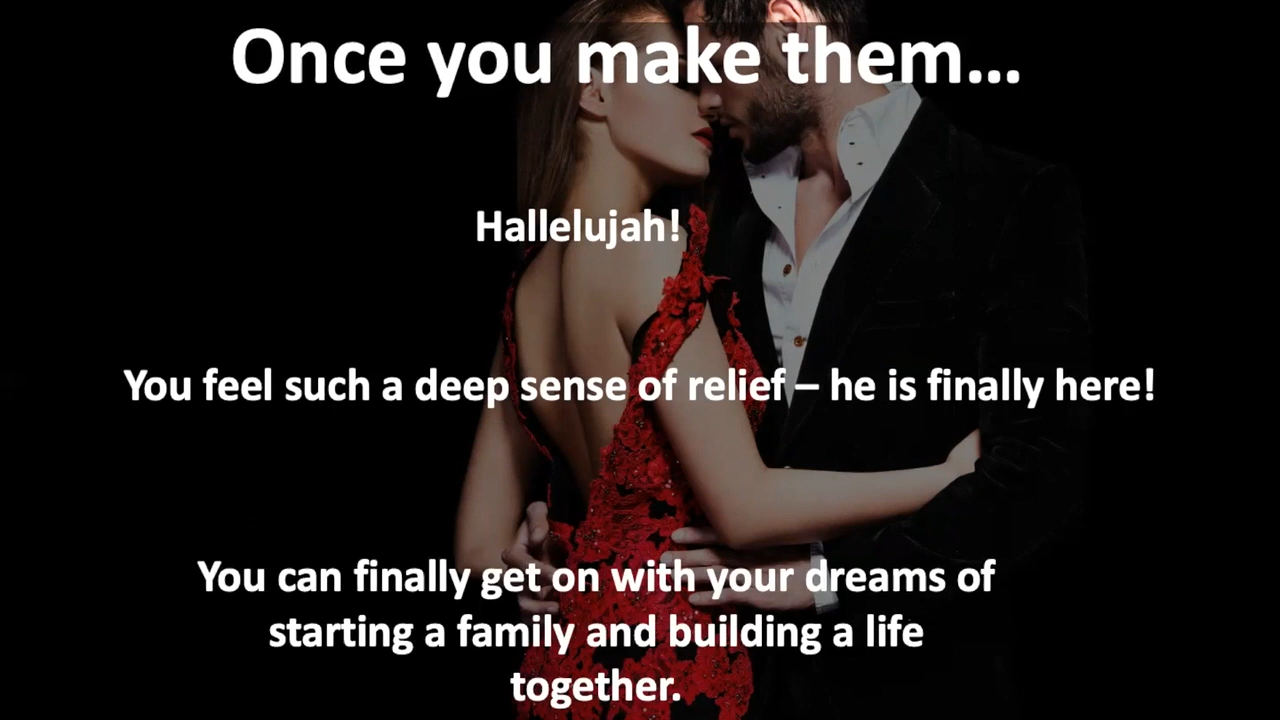 Once you make them...
Hallelujah!
You feel such a deep sense of relief – he is finally here!
You can finally get on with your dreams of
starting a family and building a life
together.